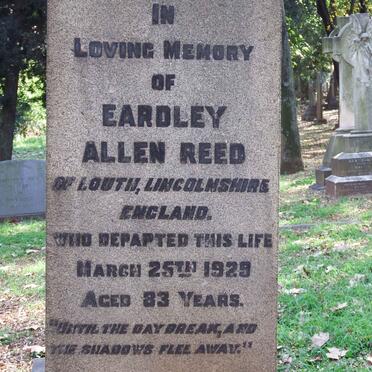 IN
LOVING MEMORY
OF
EARDLEY
ALLEN REED
OF LOUTH, LINCOLNSHIRE
ENGLAND.
WHO DEPARTED THIS LIFE
MARCH 25TH 1929
AGED 83 YEARS.
"UNTIL THE DAY BREAK, AND
THE SHADOWS FLEE AWAY."